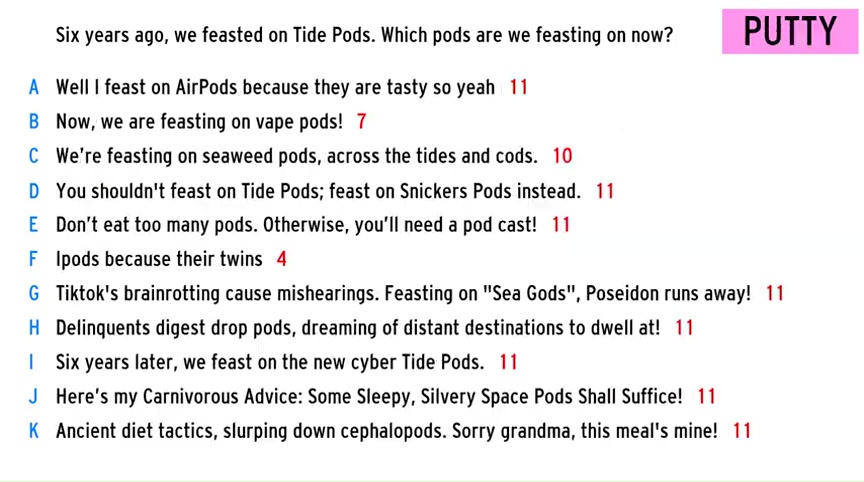 Six years ago, we feasted on Tide Pods. Which pods are we feasting on now?
PUTTY
A Well I feast on AirPods because they are tasty so yeah 11
B Now, we are feasting on vape pods! 7
C We're feasting on seaweed pods, across the tides and cods. 10
D You shouldn't feast on Tide Pods; feast on Snickers Pods instead. 11
E Don't eat too many pods. Otherwise, you'll need a pod cast! 11
F Ipods because their twins 4
G Tiktok's brainrotting cause mishearings. Feasting on "Sea Gods", Poseidon runs away! 11
H Delinquents digest drop pods, dreaming of distant destinations to dwell at! 11
I Six years later, we feast on the new cyber Tide Pods. 11
J Here's my Carnivorous Advice: Some Sleepy, Silvery Space Pods Shall Suffice! 11
K Ancient diet tactics, slurping down cephalopods. Sorry grandma, this meal's mine! 11